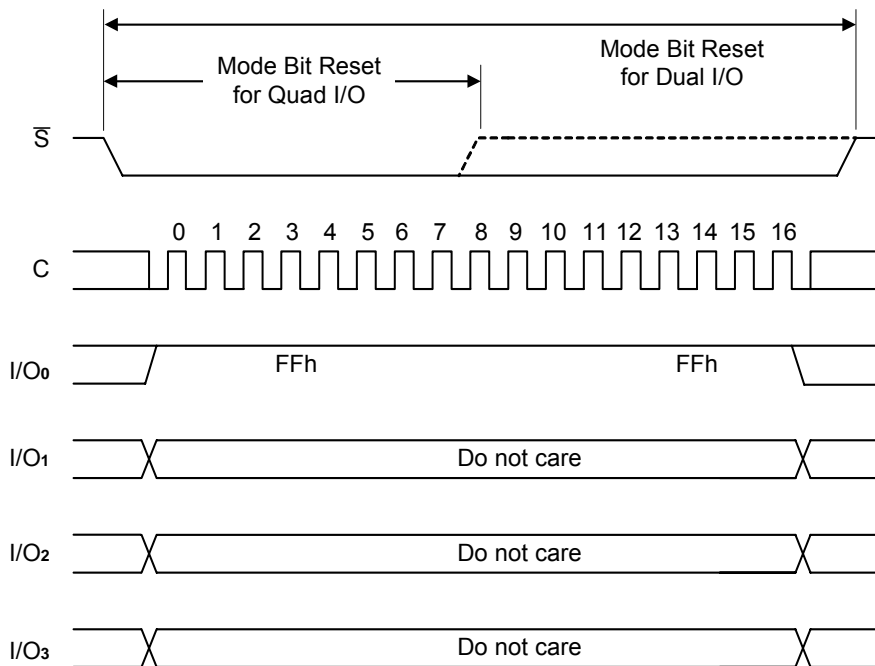 Mode Bit Reset
for Quad I/O
Mode Bit Reset
for Dual I/O
S̅
0 1 2 3 4 5 6 7 8 9 10 11 12 13 14 15 16
C
I/O0 FFh FFh
I/O1 Do not care
I/O2 Do not care
I/O3 Do not care